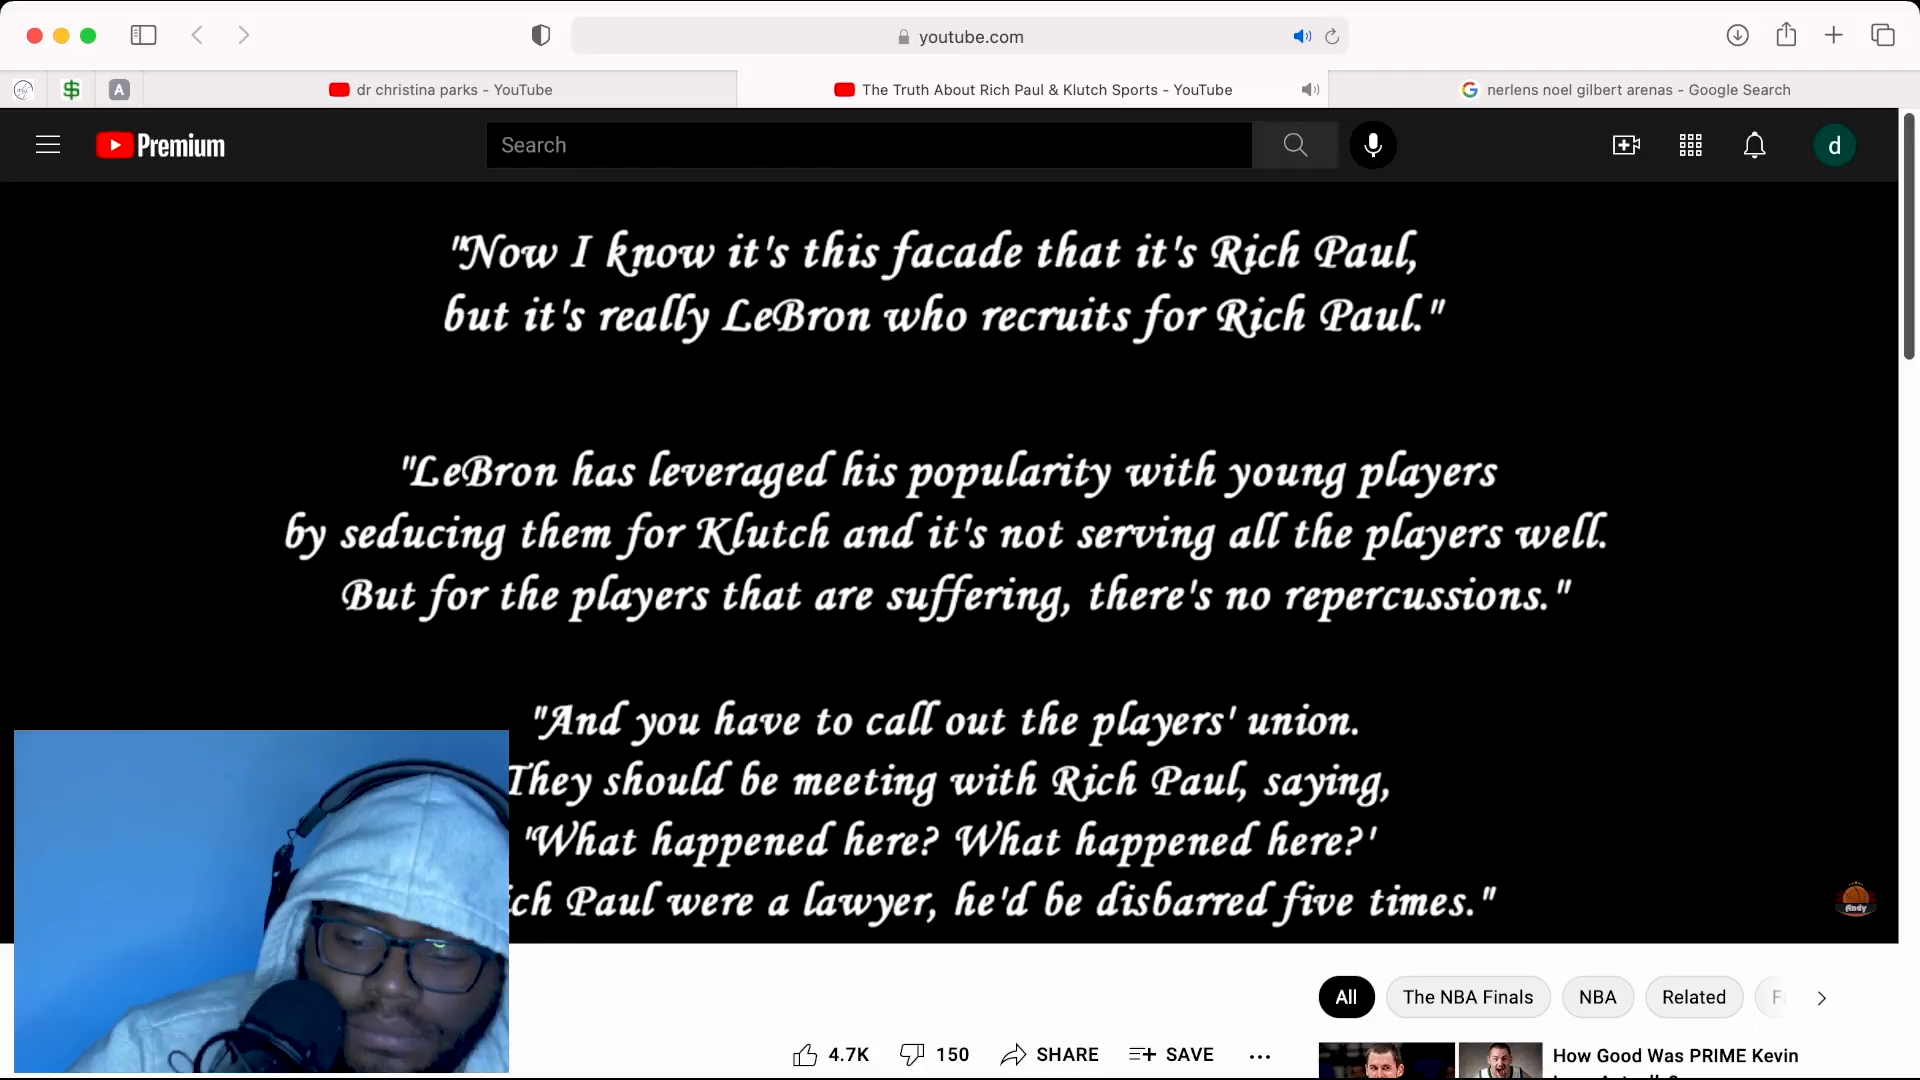 youtube.com
A
dr christina parks - YouTube
The Truth About Rich Paul & Klutch Sports - YouTube
nerlens noel gilbert arenas - Google Search
Premium
Search
d
"Now I know it's this facade that it's Rich Paul,
but it's really LeBron who recruits for Rich Paul."
"LeBron has leveraged his popularity with young players
by seducing them for Klutch and it's not serving all the players well.
But for the players that are suffering, there's no repercussions."
"And you have to call out the players' union.
They should be meeting with Rich Paul, saying,
'What happened here? What happened here?'
ich Paul were a lawyer, he'd be disbarred five times."
Andy
All The NBA Finals NBA Related
4.7K 150 SHARE SAVE
How Good Was PRIME Kevin